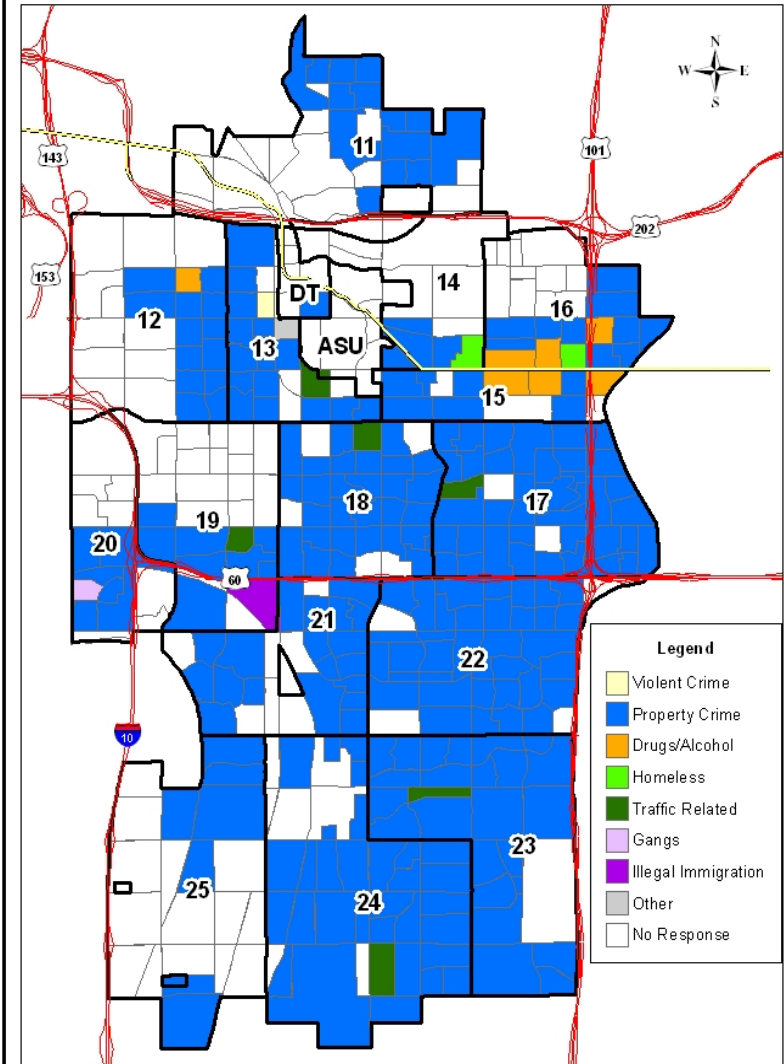 N
W E
S
143
11
101
202
153
12
DT
14
16
13
ASU
15
18
17
19
20
60
21
22
10
23
25
24
Legend
Violent Crime
Property Crime
Drugs/Alcohol
Homeless
Traffic Related
Gangs
Illegal Immigration
Other
No Response